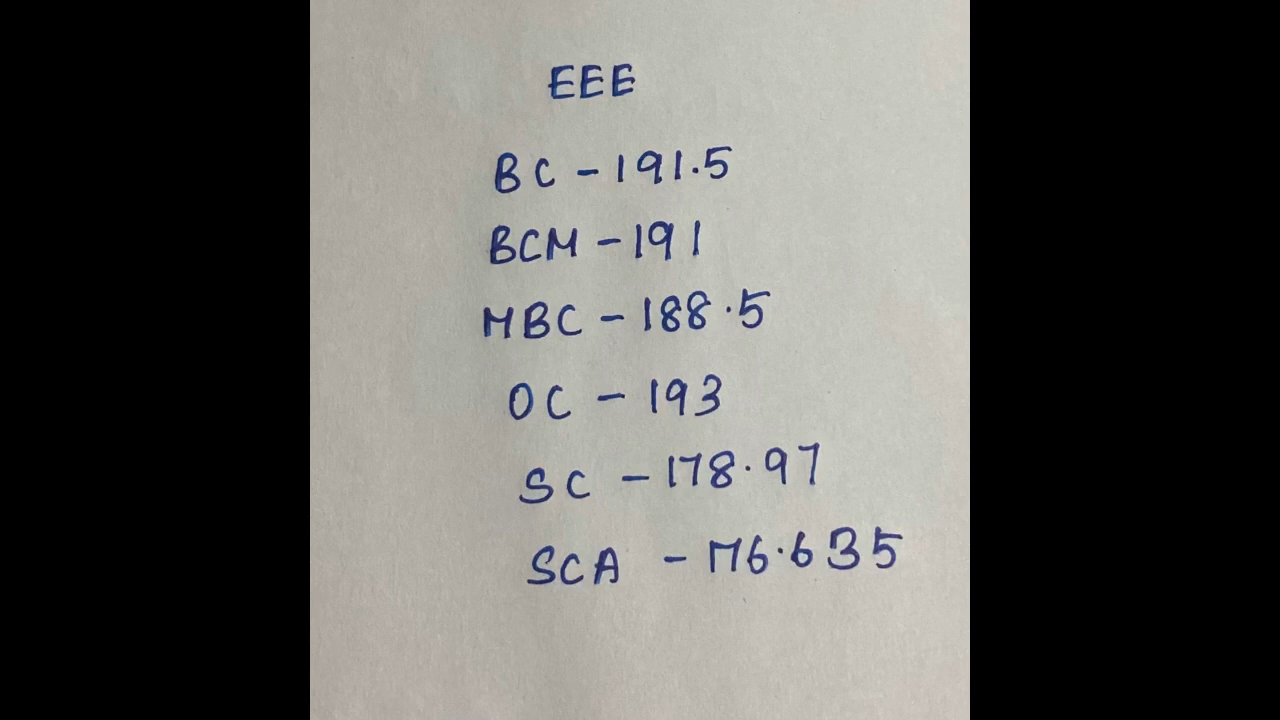 EEE
BC - 191.5
BCM - 191
MBC - 188.5
OC - 193
SC - 178.97
SCA - 176.635